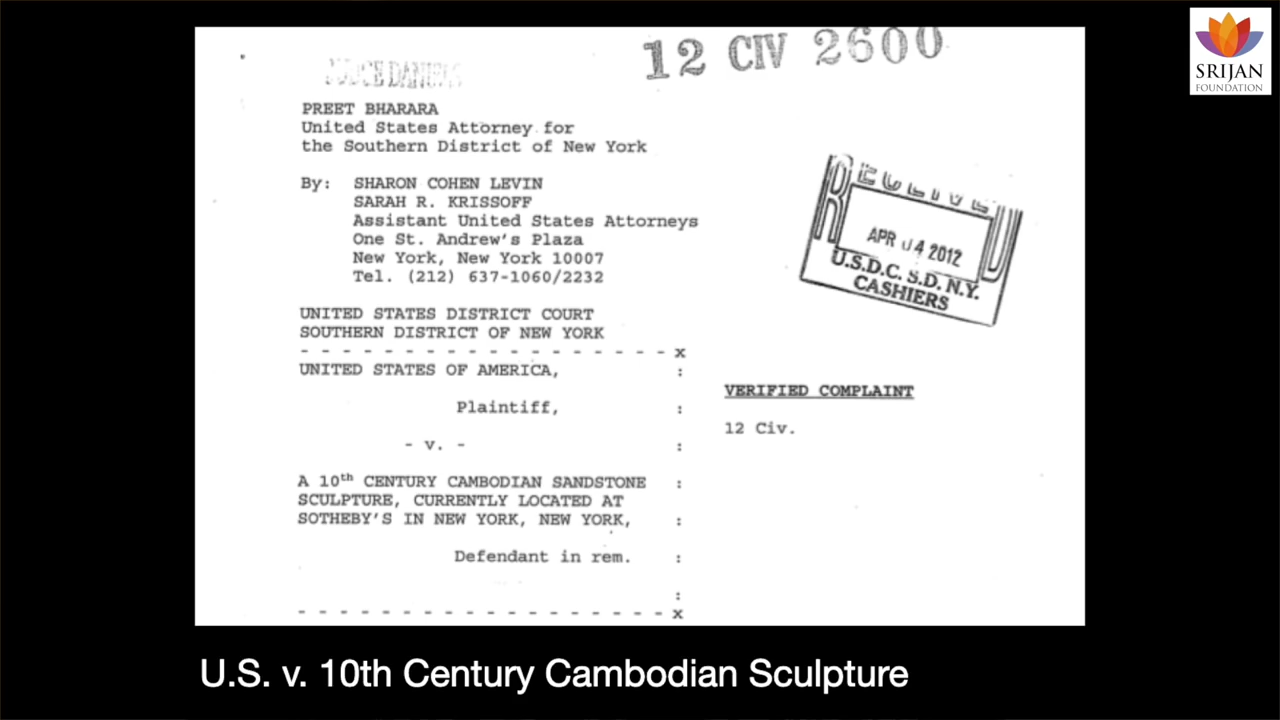 12 CIV 2600
SRIJAN
FOUNDATION
PREET BHARARA
United States Attorney for
the Southern District of New York
By: SHARON COHEN LEVIN
SARAH R. KRISSOFF
Assistant United States Attorneys
One St. Andrew's Plaza
New York, New York 10007
Tel. (212) 637-1060/2232
RECEIVED
APR 04 2012
U.S.D.C. S.D. N.Y.
CASHIERS
UNITED STATES DISTRICT COURT
SOUTHERN DISTRICT OF NEW YORK
- - - - - - - - - - - - - - - - - - x
UNITED STATES OF AMERICA, :
Plaintiff, :
- v. - :
VERIFIED COMPLAINT
12 Civ.
A 10th CENTURY CAMBODIAN SANDSTONE :
SCULPTURE, CURRENTLY LOCATED AT
SOTHEBY'S IN NEW YORK, NEW YORK, :
Defendant in rem. :
:
- - - - - - - - - - - - - - - - - - x
U.S. v. 10th Century Cambodian Sculpture